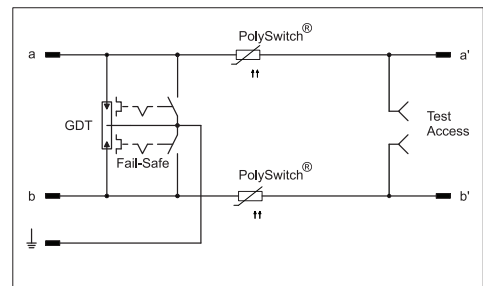 PolySwitch®
a
a'
GDT
Test
Access
Fail-Safe
PolySwitch®
b
b'